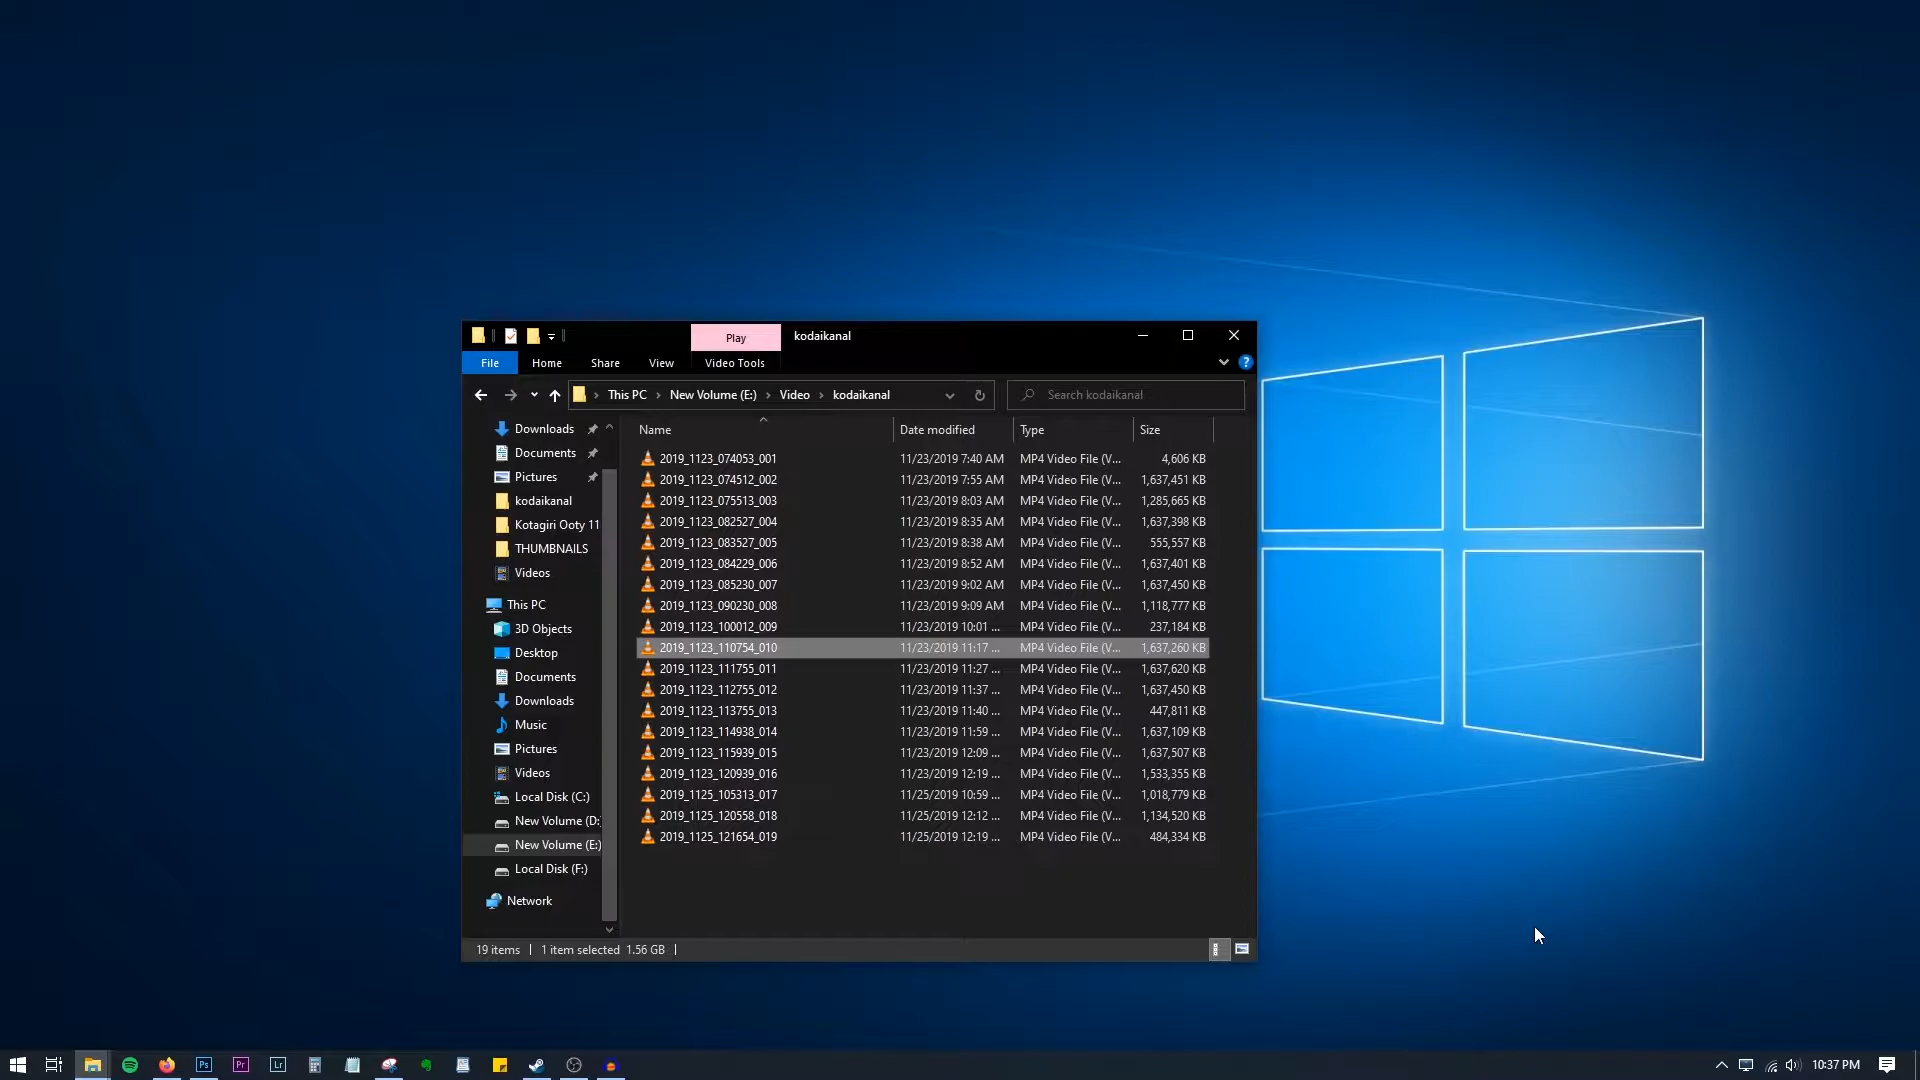 Play
kodaikanal
File Home Share View Video Tools
This PC New Volume (E:) Video kodaikanal
Search kodaikanal
Downloads
Documents
Pictures
kodaikanal
Kotagiri Ooty 11
THUMBNAILS
Videos
This PC
3D Objects
Desktop
Documents
Downloads
Music
Pictures
Videos
Local Disk (C:)
New Volume (D:
New Volume (E:)
Local Disk (F:)
Network
Name Date modified Type Size
2019_1123_074053_001 11/23/2019 7:40 AM MP4 Video File (V... 4,606 KB
2019_1123_074512_002 11/23/2019 7:55 AM MP4 Video File (V... 1,637,451 KB
2019_1123_075513_003 11/23/2019 8:03 AM MP4 Video File (V... 1,285,665 KB
2019_1123_082527_004 11/23/2019 8:35 AM MP4 Video File (V... 1,637,398 KB
2019_1123_083527_005 11/23/2019 8:38 AM MP4 Video File (V... 555,557 KB
2019_1123_084229_006 11/23/2019 8:52 AM MP4 Video File (V... 1,637,401 KB
2019_1123_085230_007 11/23/2019 9:02 AM MP4 Video File (V... 1,637,450 KB
2019_1123_090230_008 11/23/2019 9:09 AM MP4 Video File (V... 1,118,777 KB
2019_1123_100012_009 11/23/2019 10:01 ... MP4 Video File (V... 237,184 KB
2019_1123_110754_010 11/23/2019 11:17 ... MP4 Video File (V... 1,637,260 KB
2019_1123_111755_011 11/23/2019 11:27 ... MP4 Video File (V... 1,637,620 KB
2019_1123_112755_012 11/23/2019 11:37 ... MP4 Video File (V... 1,637,450 KB
2019_1123_113755_013 11/23/2019 11:40 ... MP4 Video File (V... 447,811 KB
2019_1123_114938_014 11/23/2019 11:59 ... MP4 Video File (V... 1,637,109 KB
2019_1123_115939_015 11/23/2019 12:09 ... MP4 Video File (V... 1,637,507 KB
2019_1123_120939_016 11/23/2019 12:19 ... MP4 Video File (V... 1,533,355 KB
2019_1125_105313_017 11/25/2019 10:59 ... MP4 Video File (V... 1,018,779 KB
2019_1125_120558_018 11/25/2019 12:12 ... MP4 Video File (V... 1,134,520 KB
2019_1125_121654_019 11/25/2019 12:19 ... MP4 Video File (V... 484,334 KB
19 items 1 item selected 1.56 GB
Ps Pr Lr
10:37 PM